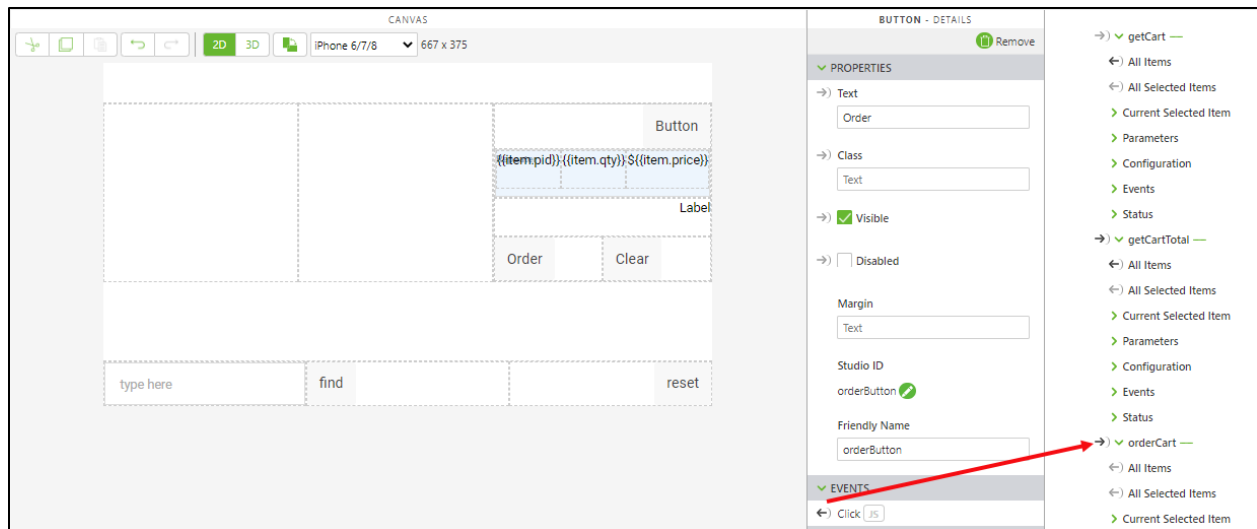 CANVAS
2D 3D iPhone 6/7/8 667 x 375
Button
{{item.pid}} {{item.qty}} ${{item.price}}
Label
Order Clear
type here find reset
BUTTON - DETAILS
Remove
PROPERTIES
Text
Order
Class
Text
Visible
Disabled
Margin
Text
Studio ID
orderButton
Friendly Name
orderButton
EVENTS
Click JS
getCart
All Items
All Selected Items
Current Selected Item
Parameters
Configuration
Events
Status
getCartTotal
All Items
All Selected Items
Current Selected Item
Parameters
Configuration
Events
Status
orderCart
All Items
All Selected Items
Current Selected Item